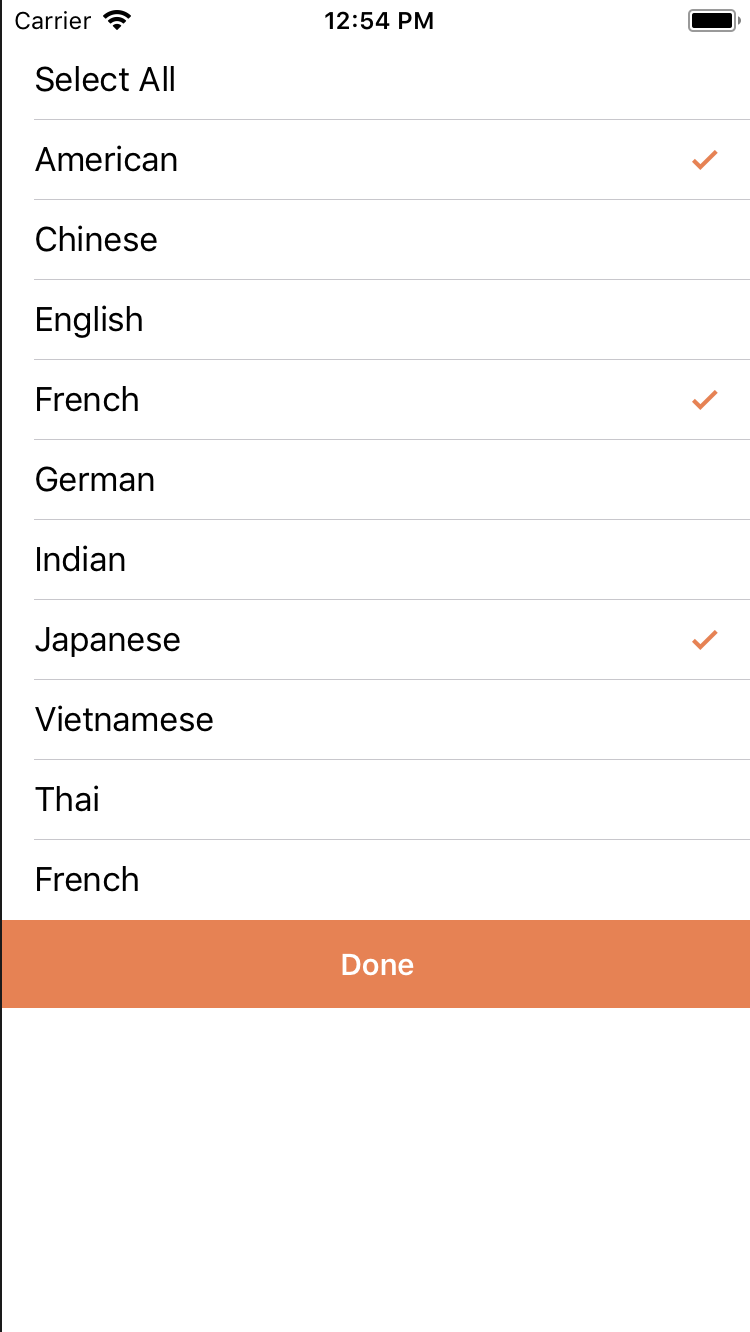 Carrier 12:54 PM
Select All
American
Chinese
English
French
German
Indian
Japanese
Vietnamese
Thai
French
Done